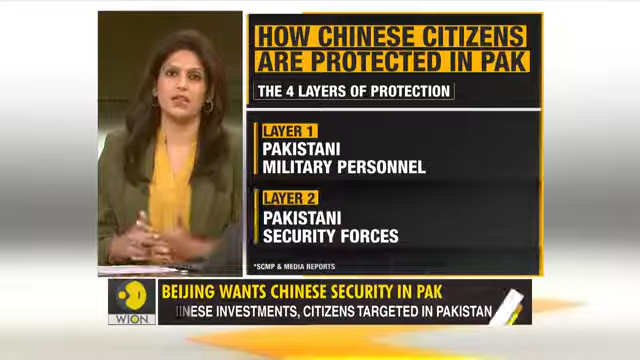 HOW CHINESE CITIZENS
ARE PROTECTED IN PAK
THE 4 LAYERS OF PROTECTION
LAYER 1
PAKISTANI
MILITARY PERSONNEL
LAYER 2
PAKISTANI
SECURITY FORCES
*SCMP & MEDIA REPORTS
BEIJING WANTS CHINESE SECURITY IN PAK
INESE INVESTMENTS, CITIZENS TARGETED IN PAKISTAN
WION